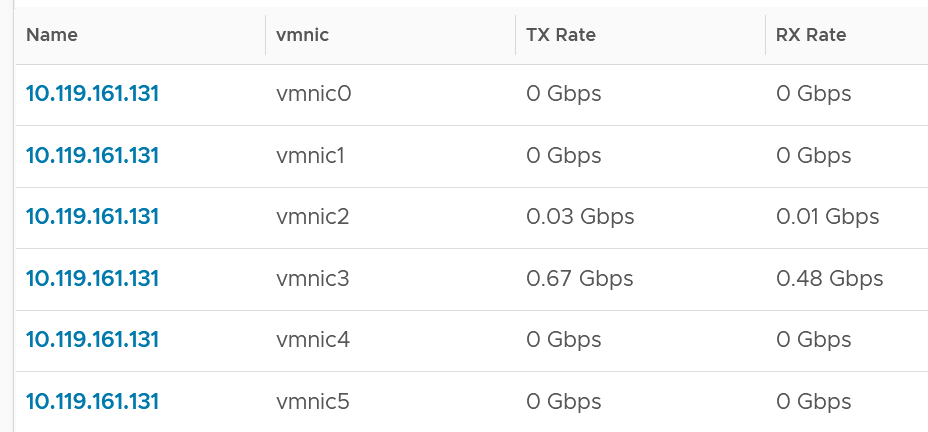 Name vmnic TX Rate RX Rate
10.119.161.131 vmnic0 0 Gbps 0 Gbps
10.119.161.131 vmnic1 0 Gbps 0 Gbps
10.119.161.131 vmnic2 0.03 Gbps 0.01 Gbps
10.119.161.131 vmnic3 0.67 Gbps 0.48 Gbps
10.119.161.131 vmnic4 0 Gbps 0 Gbps
10.119.161.131 vmnic5 0 Gbps 0 Gbps